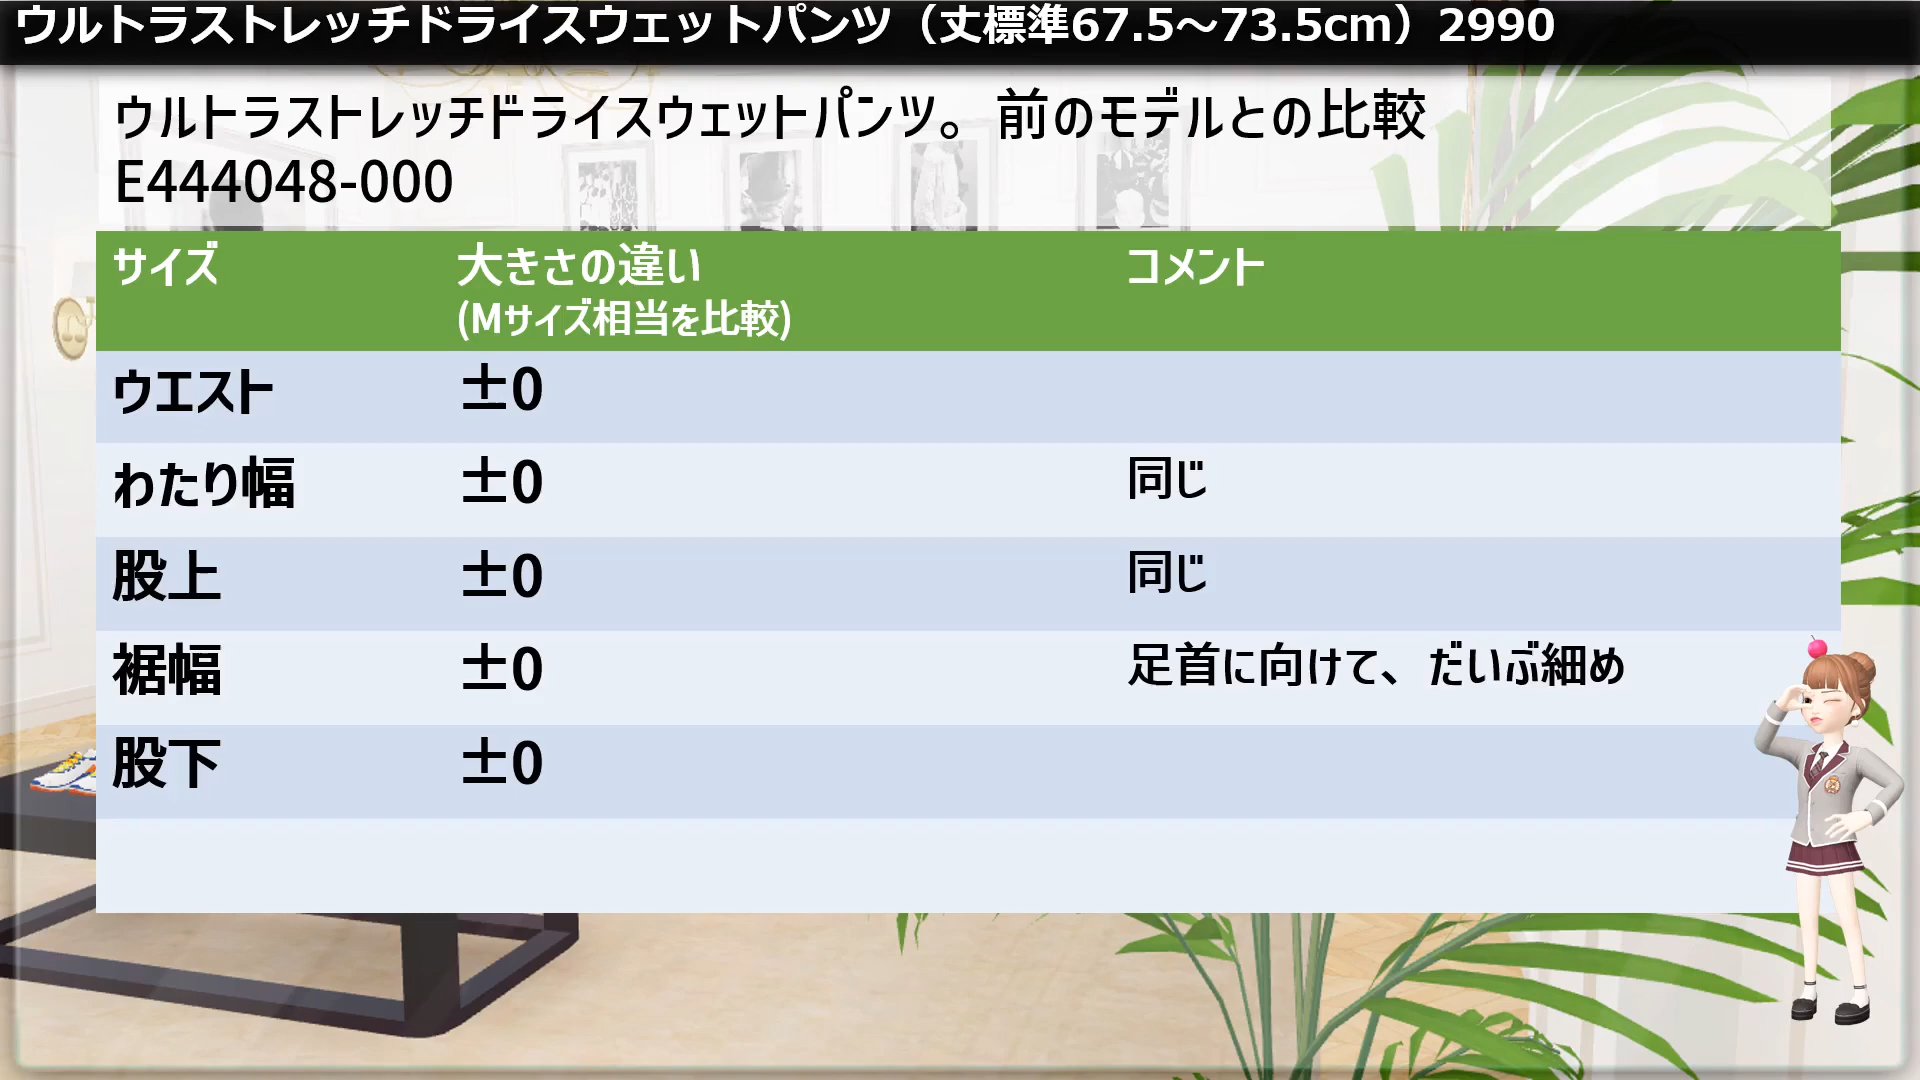 ウルトラストレッチドライスウェットパンツ（丈標準67.5～73.5cm）2990
ウルトラストレッチドライスウェットパンツ。前のモデルとの比較
E444048-000
サイズ 大きさの違い コメント
(Mサイズ相当を比較)
ウエスト ±0
わたり幅 ±0 同じ
股上 ±0 同じ
裾幅 ±0 足首に向けて、だいぶ細め
股下 ±0